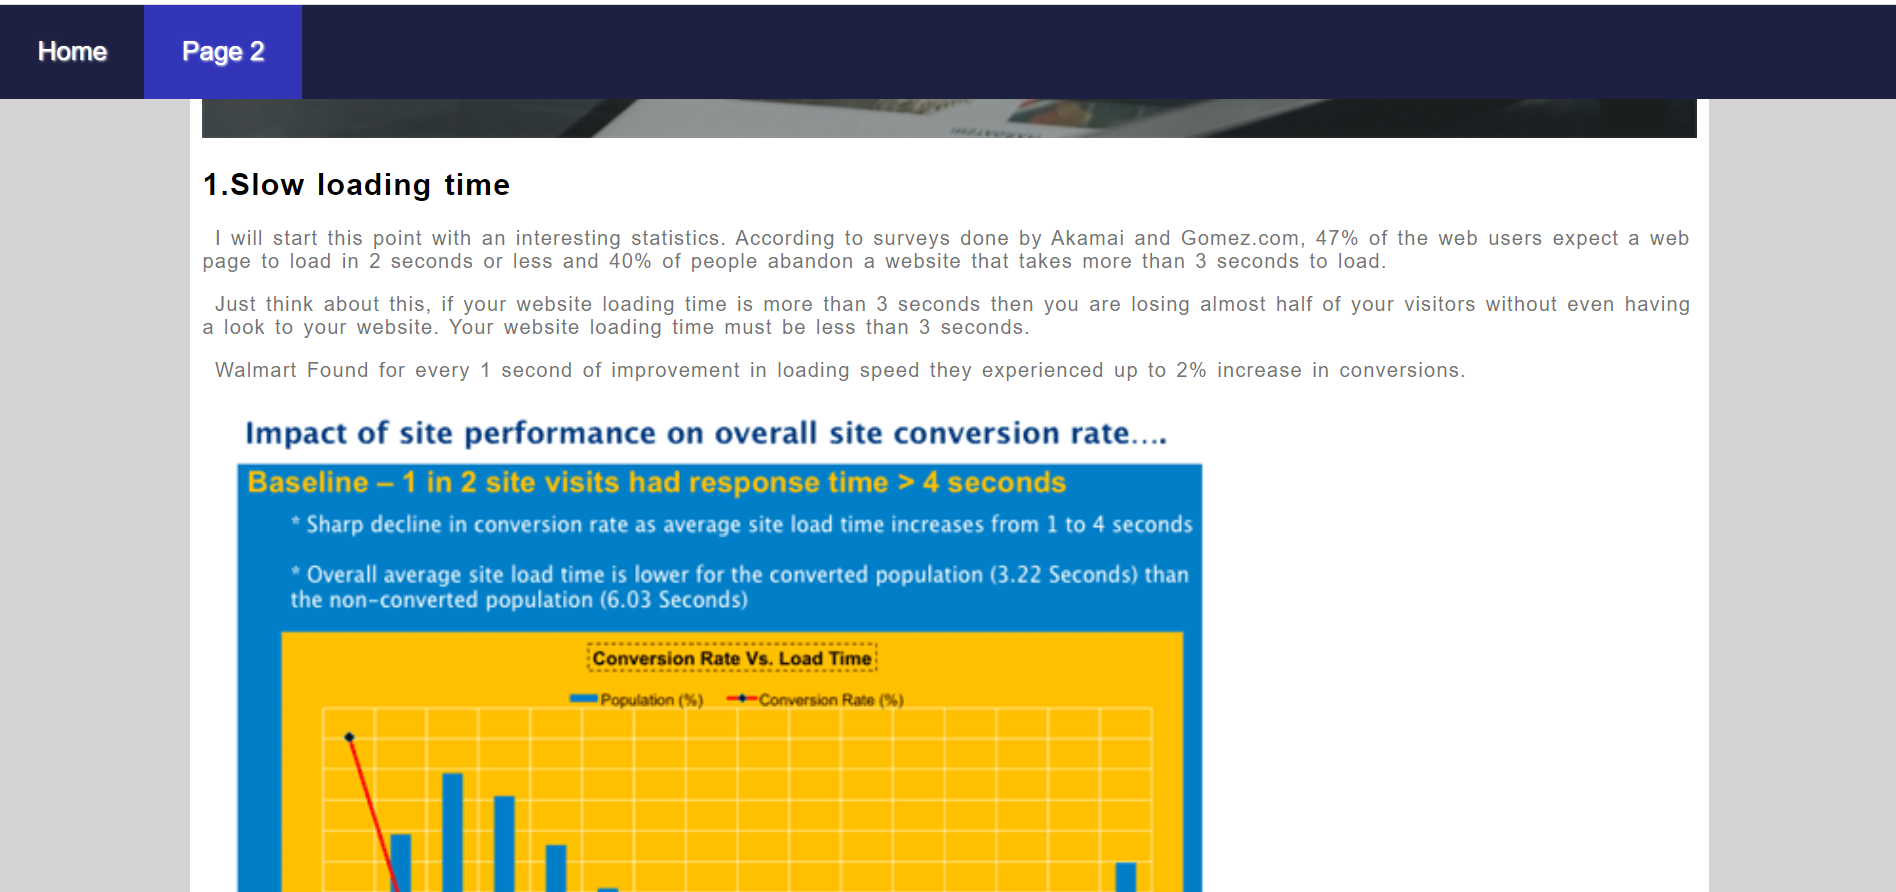 Home Page 2
1.Slow loading time
I will start this point with an interesting statistics. According to surveys done by Akamai and Gomez.com, 47% of the web users expect a web
page to load in 2 seconds or less and 40% of people abandon a website that takes more than 3 seconds to load.
Just think about this, if your website loading time is more than 3 seconds then you are losing almost half of your visitors without even having
a look to your website. Your website loading time must be less than 3 seconds.
Walmart Found for every 1 second of improvement in loading speed they experienced up to 2% increase in conversions.
Impact of site performance on overall site conversion rate....
Baseline – 1 in 2 site visits had response time > 4 seconds
* Sharp decline in conversion rate as average site load time increases from 1 to 4 seconds
* Overall average site load time is lower for the converted population (3.22 Seconds) than
the non-converted population (6.03 Seconds)
Conversion Rate Vs. Load Time
Population (%) Conversion Rate (%)